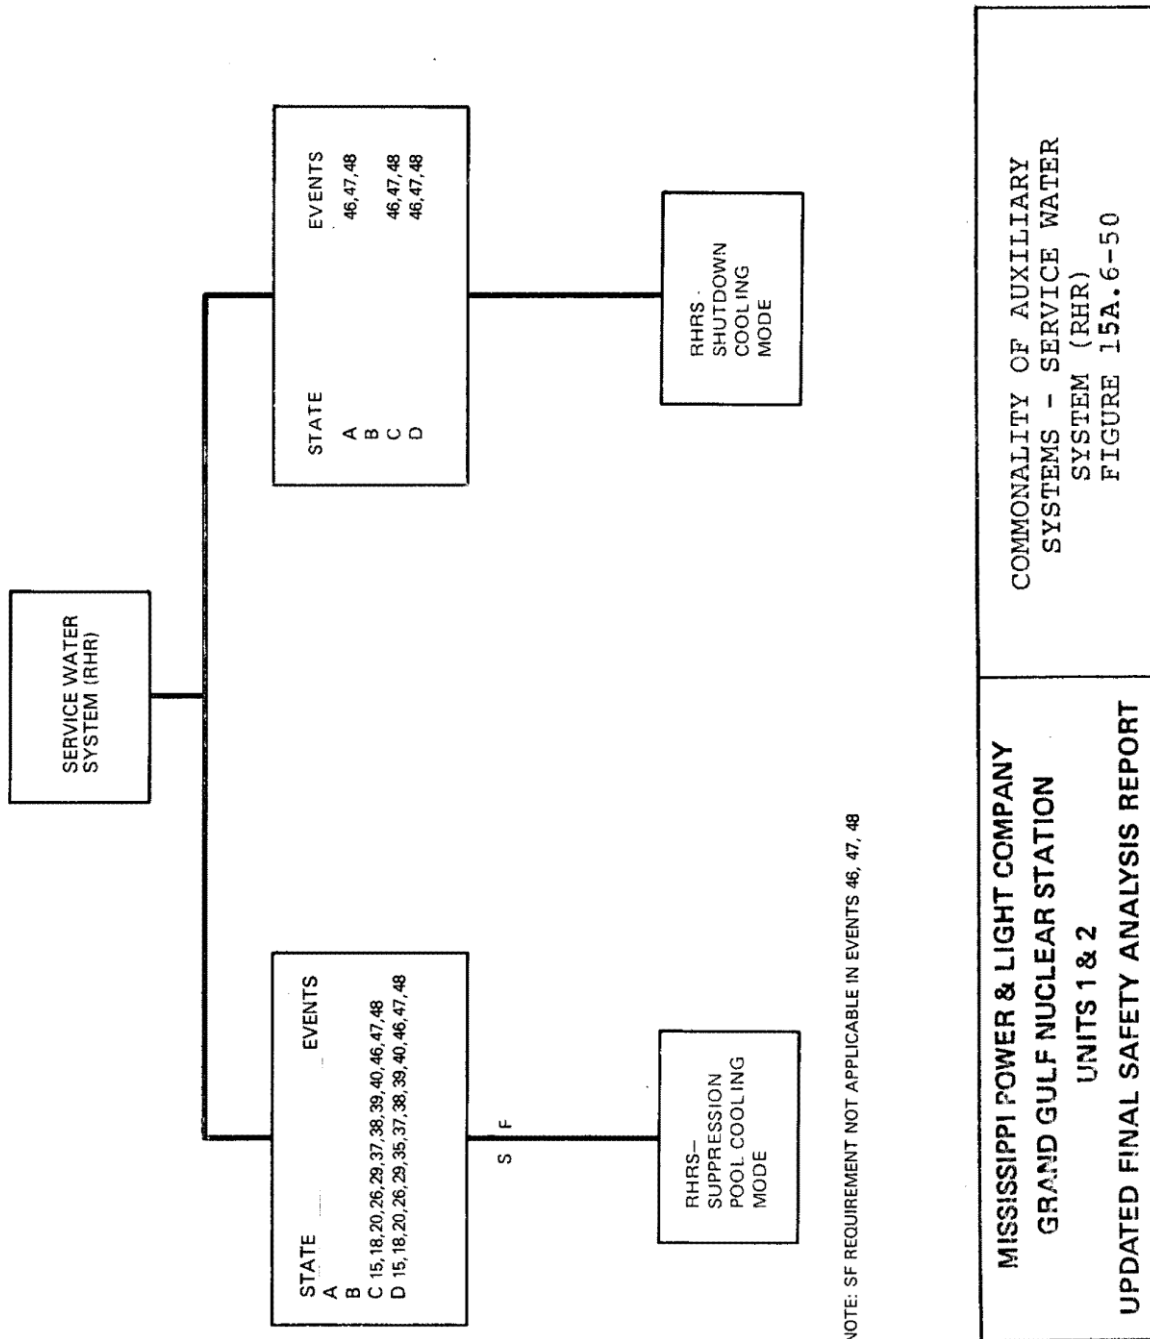 SERVICE WATER
SYSTEM (RHR)
STATE EVENTS
A
B
C 15,18,20,26,29,37,38,39,40,46,47,48
D 15,18,20,26,29,35,37,38,39,40,46,47,48
STATE EVENTS
A 46,47,48
B
C 46,47,48
D 46,47,48
S F
RHRS–
SUPPRESSION
POOL COOLING
MODE
RHRS -
SHUTDOWN
COOLING
MODE
NOTE: SF REQUIREMENT NOT APPLICABLE IN EVENTS 46, 47, 48
MISSISSIPPI POWER & LIGHT COMPANY
GRAND GULF NUCLEAR STATION
UNITS 1 & 2
UPDATED FINAL SAFETY ANALYSIS REPORT
COMMONALITY OF AUXILIARY
SYSTEMS - SERVICE WATER
SYSTEM (RHR)
FIGURE 15A.6-50